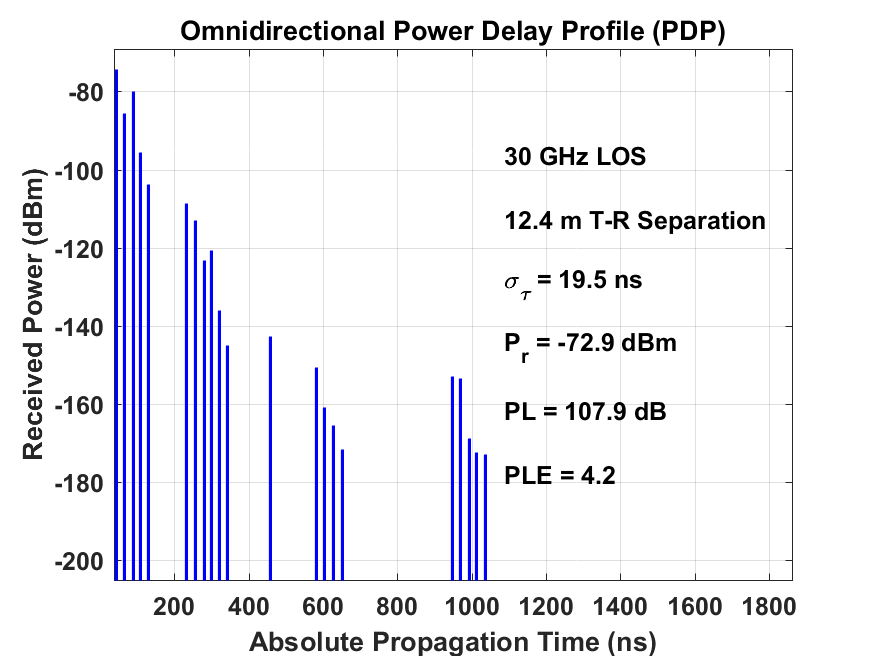 Omnidirectional Power Delay Profile (PDP)
Received Power (dBm)
-80
-100
-120
-140
-160
-180
-200
30 GHz LOS
12.4 m T-R Separation
σ_τ = 19.5 ns
P_r = -72.9 dBm
PL = 107.9 dB
PLE = 4.2
200 400 600 800 1000 1200 1400 1600 1800
Absolute Propagation Time (ns)